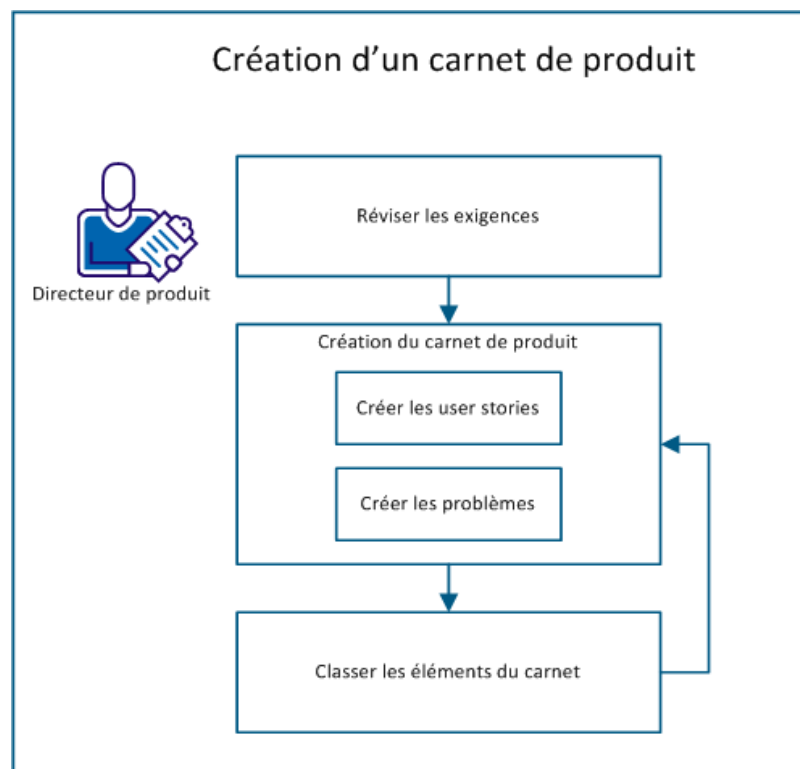 Création d'un carnet de produit
Réviser les exigences
Directeur de produit
Création du carnet de produit
Créer les user stories
Créer les problèmes
Classer les éléments du carnet